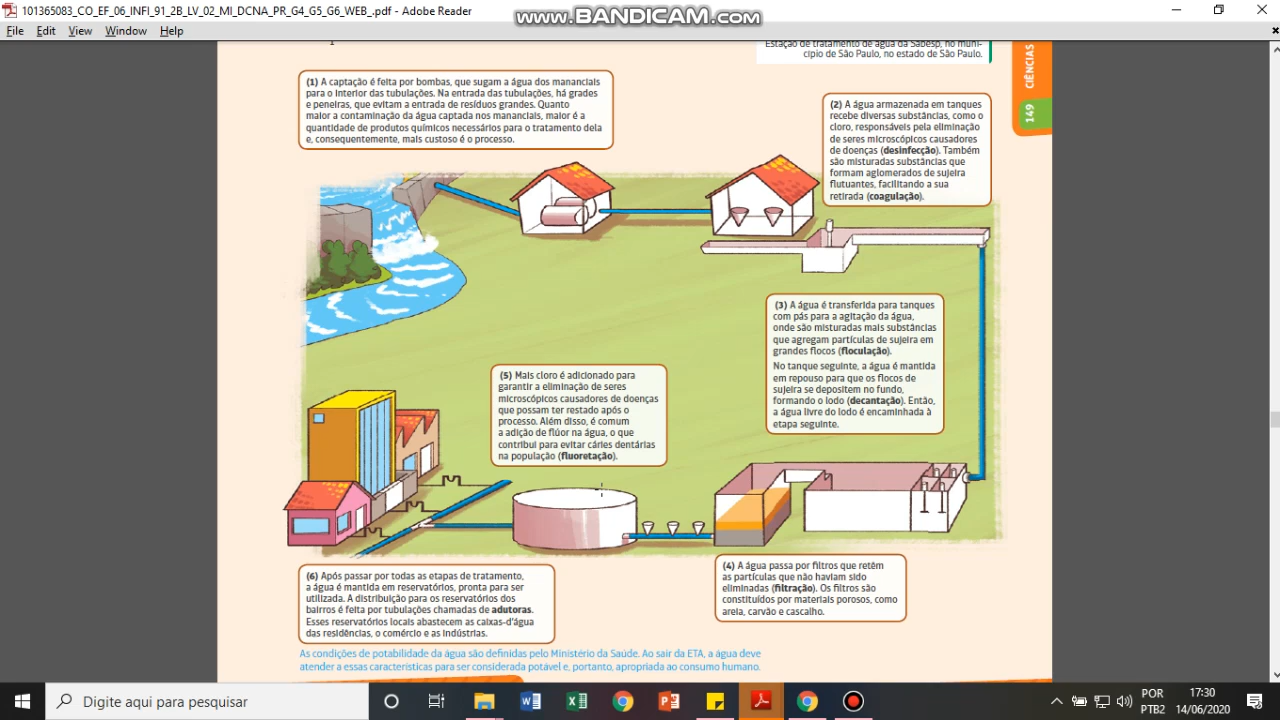 101365083_CO_EF_06_INFI_91_2B_LV_02_MI_DCNA_PR_G4_G5_G6_WEB_.pdf - Adobe Reader
www.BANDICAM.com
File Edit View Window Help
Estação de tratamento de água da Sabesp, no muni-
cípio de São Paulo, no estado de São Paulo.
CIÊNCIAS
149
(1) A captação é feita por bombas, que sugam a água dos mananciais
para o interior das tubulações. Na entrada das tubulações, há grades
e peneiras, que evitam a entrada de resíduos grandes. Quanto
maior a contaminação da água captada nos mananciais, maior é a
quantidade de produtos químicos necessários para o tratamento dela
e, consequentemente, mais custoso é o processo.
(2) A água armazenada em tanques
recebe diversas substâncias, como o
cloro, responsáveis pela eliminação
de seres microscópicos causadores
de doenças (desinfecção). Também
são misturadas substâncias que
formam aglomerados de sujeira
flutuantes, facilitando a sua
retirada (coagulação).
(3) A água é transferida para tanques
com pás para a agitação da água,
onde são misturadas mais substâncias
que agregam partículas de sujeira em
grandes flocos (floculação).
No tanque seguinte, a água é mantida
em repouso para que os flocos de
sujeira se depositem no fundo,
formando o lodo (decantação). Então,
a água livre do lodo é encaminhada à
etapa seguinte.
(5) Mais cloro é adicionado para
garantir a eliminação de seres
microscópicos causadores de doenças
que possam ter restado após o
processo. Além disso, é comum
a adição de flúor na água, o que
contribui para evitar cáries dentárias
na população (fluoretação).
(4) A água passa por filtros que retêm
as partículas que não haviam sido
eliminadas (filtração). Os filtros são
constituídos por materiais porosos, como
areia, carvão e cascalho.
(6) Após passar por todas as etapas de tratamento,
a água é mantida em reservatórios, pronta para ser
utilizada. A distribuição para os reservatórios dos
bairros é feita por tubulações chamadas de adutoras.
Esses reservatórios locais abastecem as caixas-d'água
das residências, o comércio e as indústrias.
As condições de potabilidade da água são definidas pelo Ministério da Saúde. Ao sair da ETA, a água deve
atender a essas características para ser considerada potável e, portanto, apropriada ao consumo humano.
Digite aqui para pesquisar
POR
PTB2
17:30
14/06/2020